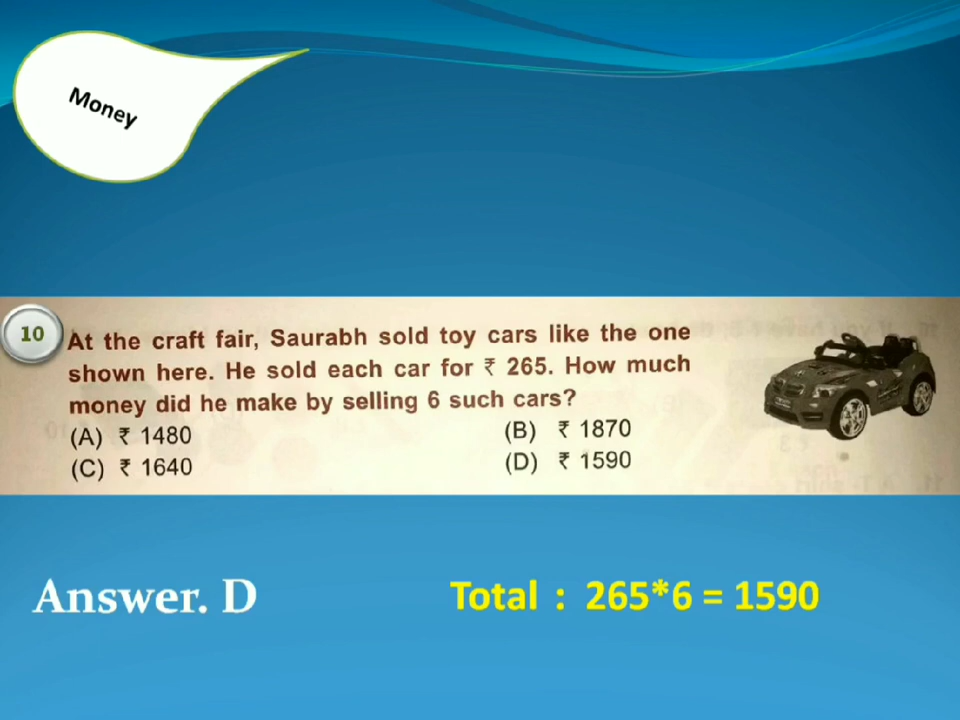 Money
10 At the craft fair, Saurabh sold toy cars like the one
shown here. He sold each car for ₹ 265. How much
money did he make by selling 6 such cars?
(A) ₹ 1480 (B) ₹ 1870
(C) ₹ 1640 (D) ₹ 1590
Answer. D Total : 265*6 = 1590